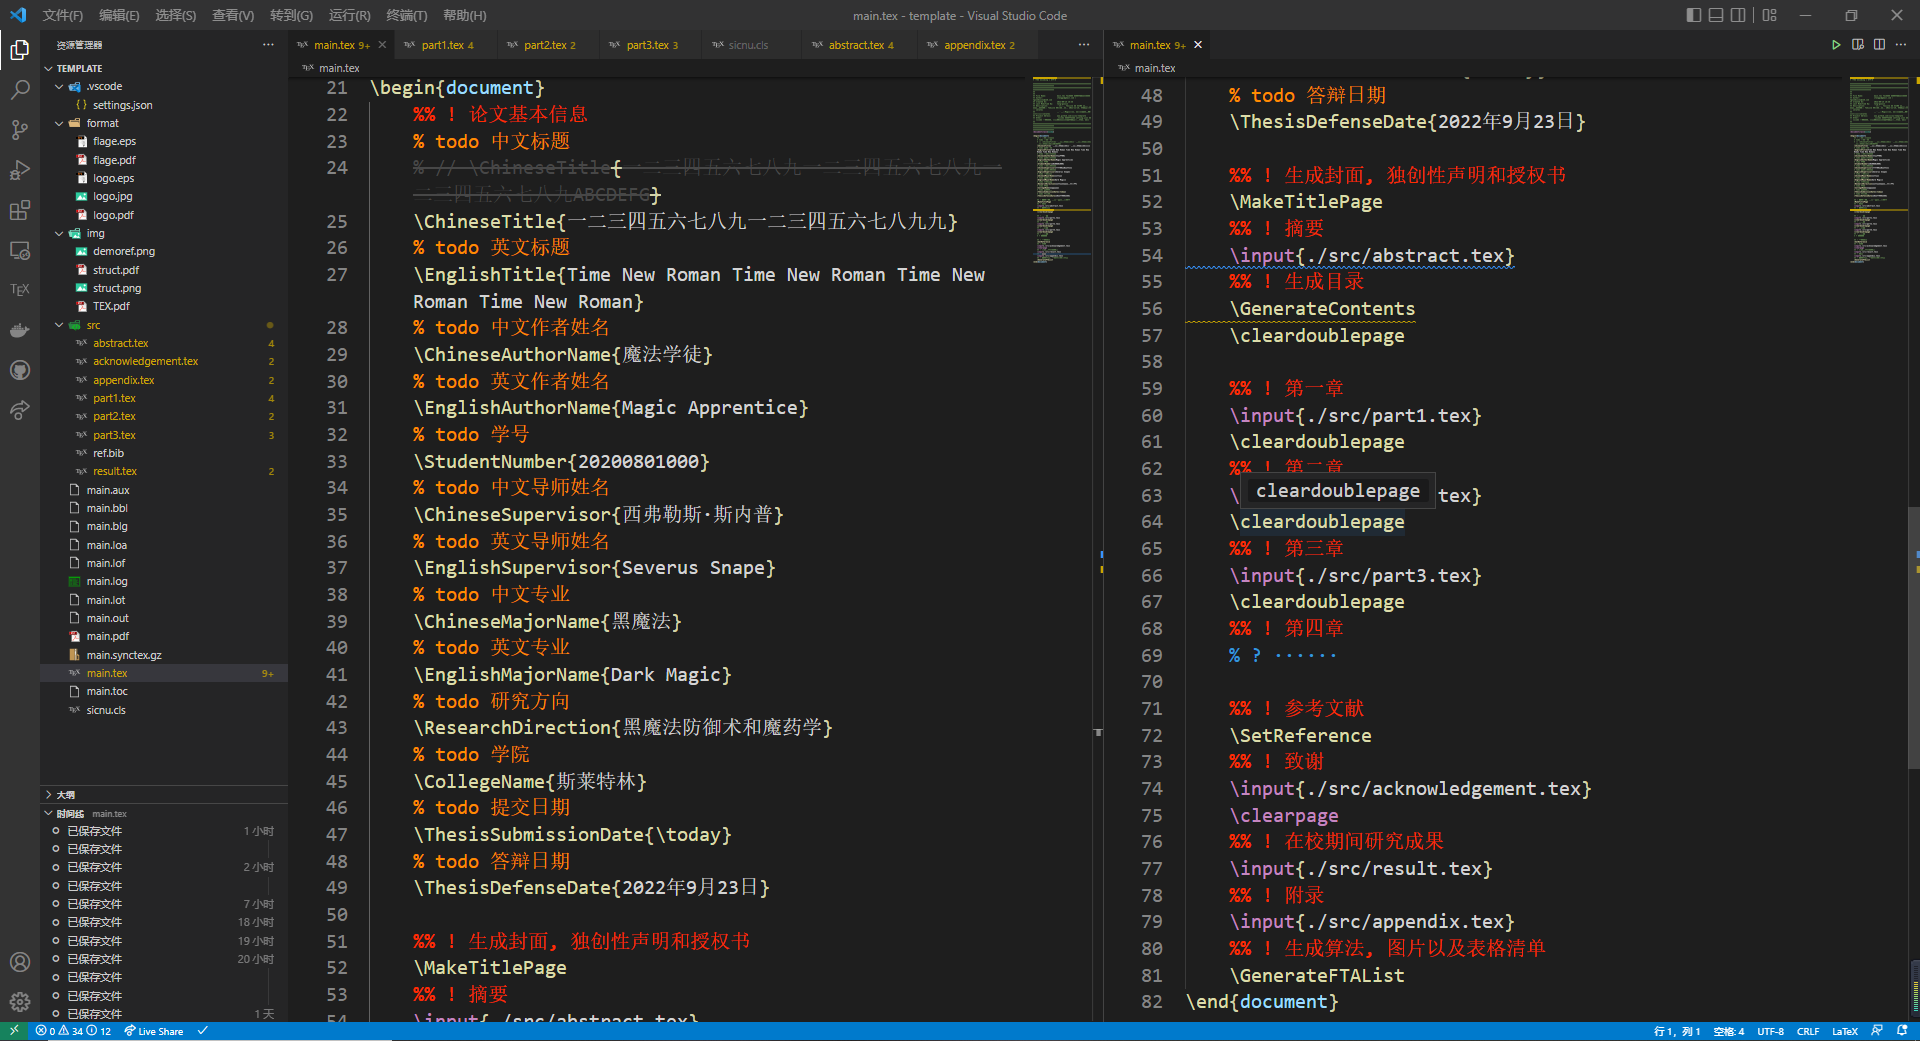 文件(F) 编辑(E) 选择(S) 查看(V) 转到(G) 运行(R) 终端(T) 帮助(H)
main.tex - template - Visual Studio Code
资源管理器
TEMPLATE
.vscode
settings.json
format
flage.eps
flage.pdf
logo.eps
logo.jpg
logo.pdf
img
demoref.png
struct.pdf
struct.png
TEX.pdf
src
abstract.tex 4
acknowledgement.tex 2
appendix.tex 2
part1.tex 4
part2.tex 2
part3.tex 3
ref.bib
result.tex 2
main.aux
main.bbl
main.blg
main.loa
main.lof
main.log
main.lot
main.out
main.pdf
main.synctex.gz
main.tex 9+
main.toc
sicnu.cls
大纲
时间线 main.tex
已保存文件 1 小时
已保存文件
已保存文件 2 小时
已保存文件
已保存文件 7 小时
已保存文件 18 小时
已保存文件 19 小时
已保存文件 20 小时
已保存文件
已保存文件
已保存文件 1 天
main.tex 9+ part1.tex 4 part2.tex 2 part3.tex 3 sicnu.cls abstract.tex 4 appendix.tex 2
main.tex
21 \begin{document}
22 %% ! 论文基本信息
23 % todo 中文标题
24 % // \ChineseTitle{一二三四五六七八九一二三四五六七八九一
二三四五六七八九ABCDEFG}
25 \ChineseTitle{一二三四五六七八九一二三四五六七八九九}
26 % todo 英文标题
27 \EnglishTitle{Time New Roman Time New Roman Time New
Roman Time New Roman}
28 % todo 中文作者姓名
29 \ChineseAuthorName{魔法学徒}
30 % todo 英文作者姓名
31 \EnglishAuthorName{Magic Apprentice}
32 % todo 学号
33 \StudentNumber{20200801000}
34 % todo 中文导师姓名
35 \ChineseSupervisor{西弗勒斯·斯内普}
36 % todo 英文导师姓名
37 \EnglishSupervisor{Severus Snape}
38 % todo 中文专业
39 \ChineseMajorName{黑魔法}
40 % todo 英文专业
41 \EnglishMajorName{Dark Magic}
42 % todo 研究方向
43 \ResearchDirection{黑魔法防御术和魔药学}
44 % todo 学院
45 \CollegeName{斯莱特林}
46 % todo 提交日期
47 \ThesisSubmissionDate{\today}
48 % todo 答辩日期
49 \ThesisDefenseDate{2022年9月23日}
50
51 %% ! 生成封面, 独创性声明和授权书
52 \MakeTitlePage
53 %% ! 摘要
54 \input{./src/abstract.tex}
main.tex 9+
main.tex
48 % todo 答辩日期
49 \ThesisDefenseDate{2022年9月23日}
50
51 %% ! 生成封面, 独创性声明和授权书
52 \MakeTitlePage
53 %% ! 摘要
54 \input{./src/abstract.tex}
55 %% ! 生成目录
56 \GenerateContents
57 \cleardoublepage
58
59 %% ! 第一章
60 \input{./src/part1.tex}
61 \cleardoublepage
62 %% ! 第二章
63 \ tex}
cleardoublepage
64 \cleardoublepage
65 %% ! 第三章
66 \input{./src/part3.tex}
67 \cleardoublepage
68 %% ! 第四章
69 % ? ······
70
71 %% ! 参考文献
72 \SetReference
73 %% ! 致谢
74 \input{./src/acknowledgement.tex}
75 \clearpage
76 %% ! 在校期间研究成果
77 \input{./src/result.tex}
78 %% ! 附录
79 \input{./src/appendix.tex}
80 %% ! 生成算法, 图片以及表格清单
81 \GenerateFTAList
82 \end{document}
0 34 12 Live Share
行 1, 列 1 空格: 4 UTF-8 CRLF LaTeX